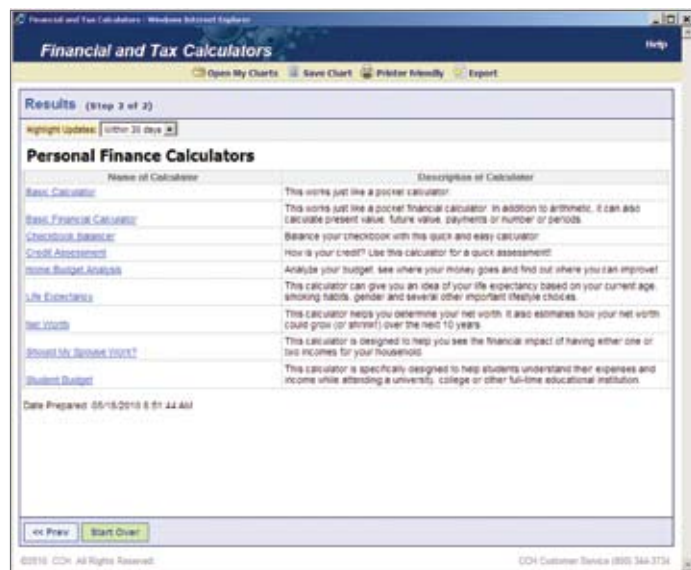 Financial and Tax Calculators - Windows Internet Explorer
Financial and Tax Calculators
Help
Open My Charts Save Chart Printer Friendly Export
Results (Step 2 of 2)
Highlight Updates: Within 30 days
Personal Finance Calculators
Name of Calculator Description of Calculator
Basic Calculator This works just like a pocket calculator.
This works just like a pocket financial calculator. In addition to arithmetic, it can also
Basic Financial Calculator calculate present value, future value, payments or number or periods.
Checkbook Balancer Balance your checkbook with this quick and easy calculator
Credit Assessment How is your credit? Use this calculator for a quick assessment!
Home Budget Analysis Analyze your budget, see where your money goes and find out where you can improve!
This calculator can give you an idea of your life expectancy based on your current age,
Life Expectancy smoking habits, gender and several other important lifestyle choices.
This calculator helps you determine your net worth. It also estimates how your net worth
Net Worth could grow (or shrink!) over the next 10 years.
This calculator is designed to help you see the financial impact of having either one or
Should My Spouse Work? two incomes for your household.
This calculator is specifically designed to help students understand their expenses and
Student Budget income while attending a university, college or other full-time educational institution.
Date Prepared: 05/18/2010 8:51:44 AM
<< Prev Start Over
©2010 CCH. All Rights Reserved. CCH Customer Service (800) 344-3734